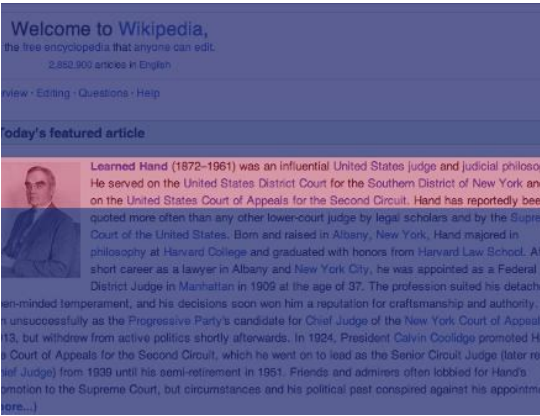 Welcome to Wikipedia,
the free encyclopedia that anyone can edit.
2,852,900 articles in English
rview · Editing · Questions · Help
Today's featured article
Learned Hand (1872–1961) was an influential United States judge and judicial philoso
He served on the United States District Court for the Southern District of New York an
on the United States Court of Appeals for the Second Circuit. Hand has reportedly bee
quoted more often than any other lower-court judge by legal scholars and by the Supre
Court of the United States. Born and raised in Albany, New York, Hand majored in
philosophy at Harvard College and graduated with honors from Harvard Law School. A
short career as a lawyer in Albany and New York City, he was appointed as a Federal
District Judge in Manhattan in 1909 at the age of 37. The profession suited his detach
en-minded temperament, and his decisions soon won him a reputation for craftsmanship and authority.
n unsuccessfully as the Progressive Party's candidate for Chief Judge of the New York Court of Appeal
913, but withdrew from active politics shortly afterwards. In 1924, President Calvin Coolidge promoted H
e Court of Appeals for the Second Circuit, which he went on to lead as the Senior Circuit Judge (later re
hief Judge) from 1939 until his semi-retirement in 1951. Friends and admirers often lobbied for Hand's
omotion to the Supreme Court, but circumstances and his political past conspired against his appointme
ore...)